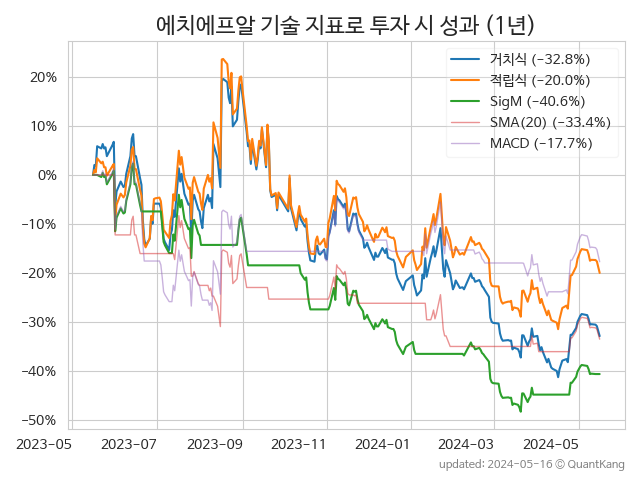 에치에프알 기술 지표로 투자 시 성과 (1년)
거치식 (−32.8%)
적립식 (−20.0%)
SigM (−40.6%)
SMA(20) (−33.4%)
MACD (−17.7%)
20%
10%
0%
−10%
−20%
−30%
−40%
−50%
2023-05 2023-07 2023-09 2023-11 2024-01 2024-03 2024-05
updated: 2024-05-16 © QuantKang